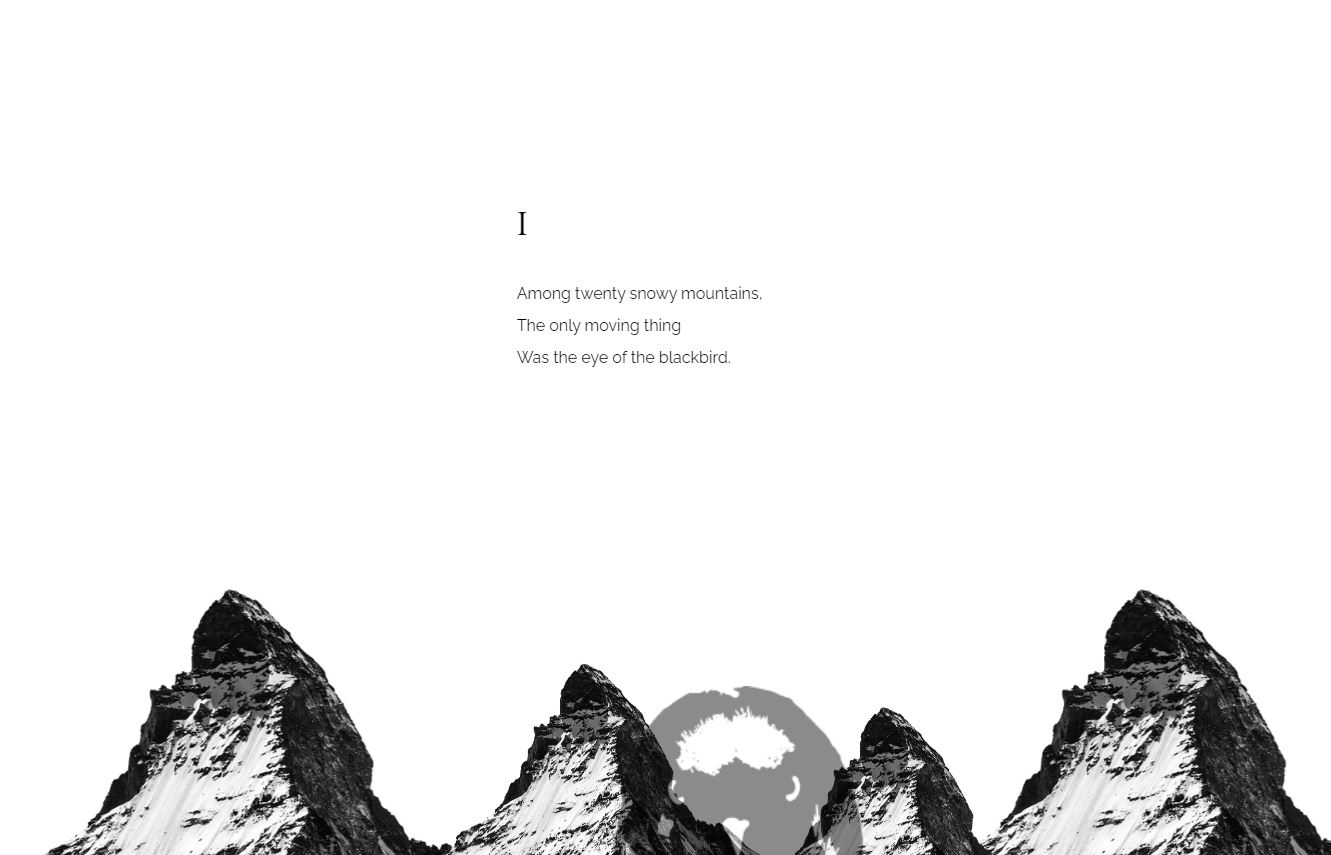 I
Among twenty snowy mountains,
The only moving thing
Was the eye of the blackbird.